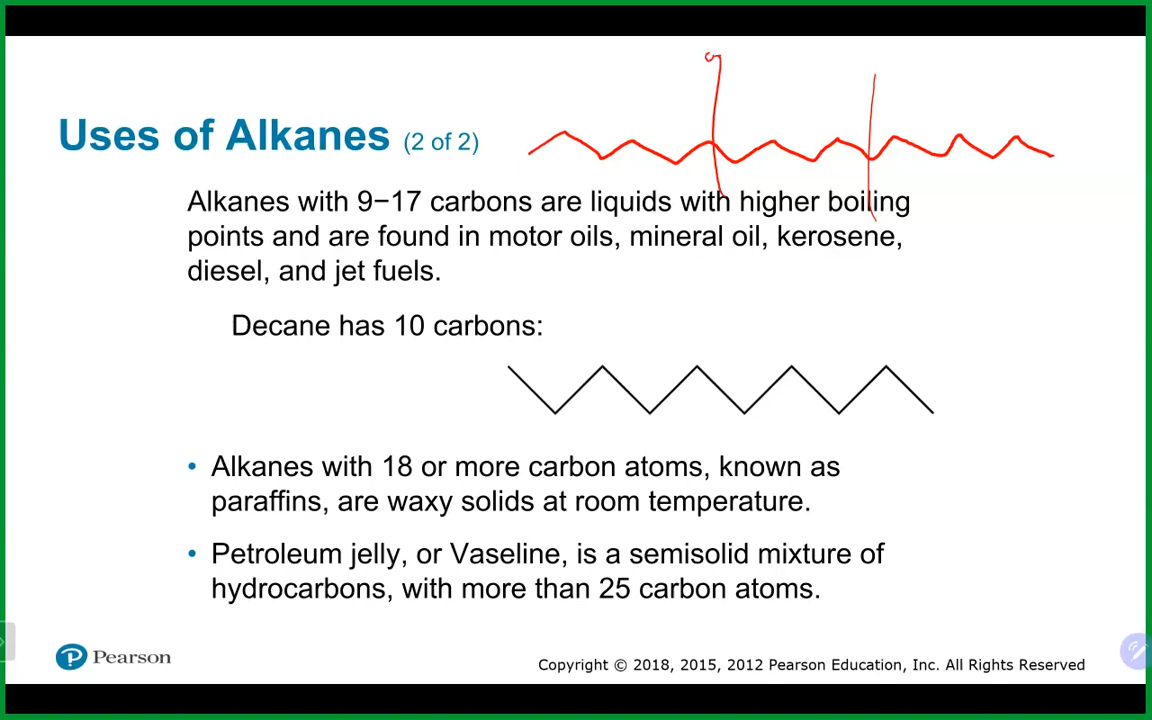 Uses of Alkanes (2 of 2)
Alkanes with 9−17 carbons are liquids with higher boiling
points and are found in motor oils, mineral oil, kerosene,
diesel, and jet fuels.
Decane has 10 carbons:
• Alkanes with 18 or more carbon atoms, known as
paraffins, are waxy solids at room temperature.
• Petroleum jelly, or Vaseline, is a semisolid mixture of
hydrocarbons, with more than 25 carbon atoms.
Pearson
Copyright © 2018, 2015, 2012 Pearson Education, Inc. All Rights Reserved